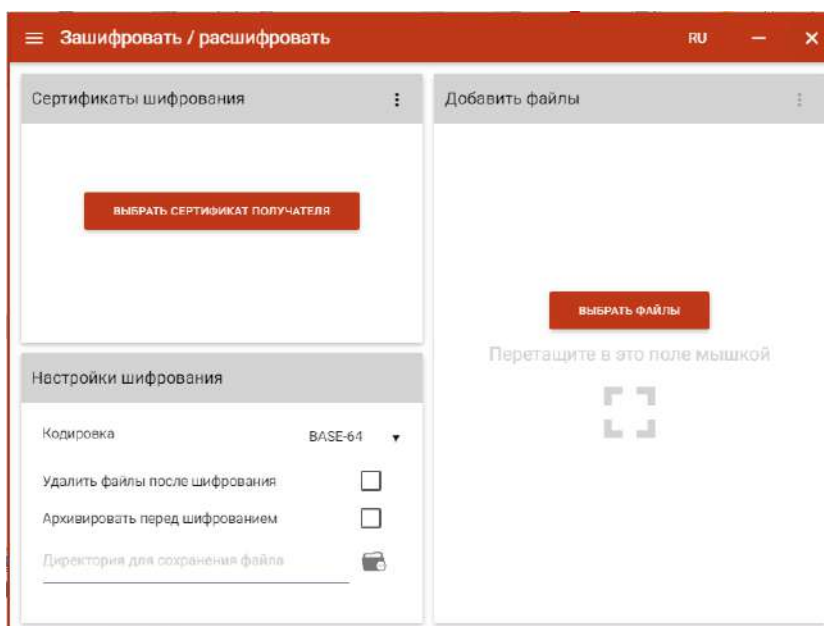 Зашифровать / расшифровать
RU
Сертификаты шифрования
ВЫБРАТЬ СЕРТИФИКАТ ПОЛУЧАТЕЛЯ
Настройки шифрования
Кодировка BASE-64
Удалить файлы после шифрования
Архивировать перед шифрованием
Директория для сохранения файла
Добавить файлы
ВЫБРАТЬ ФАЙЛЫ
Перетащите в это поле мышкой